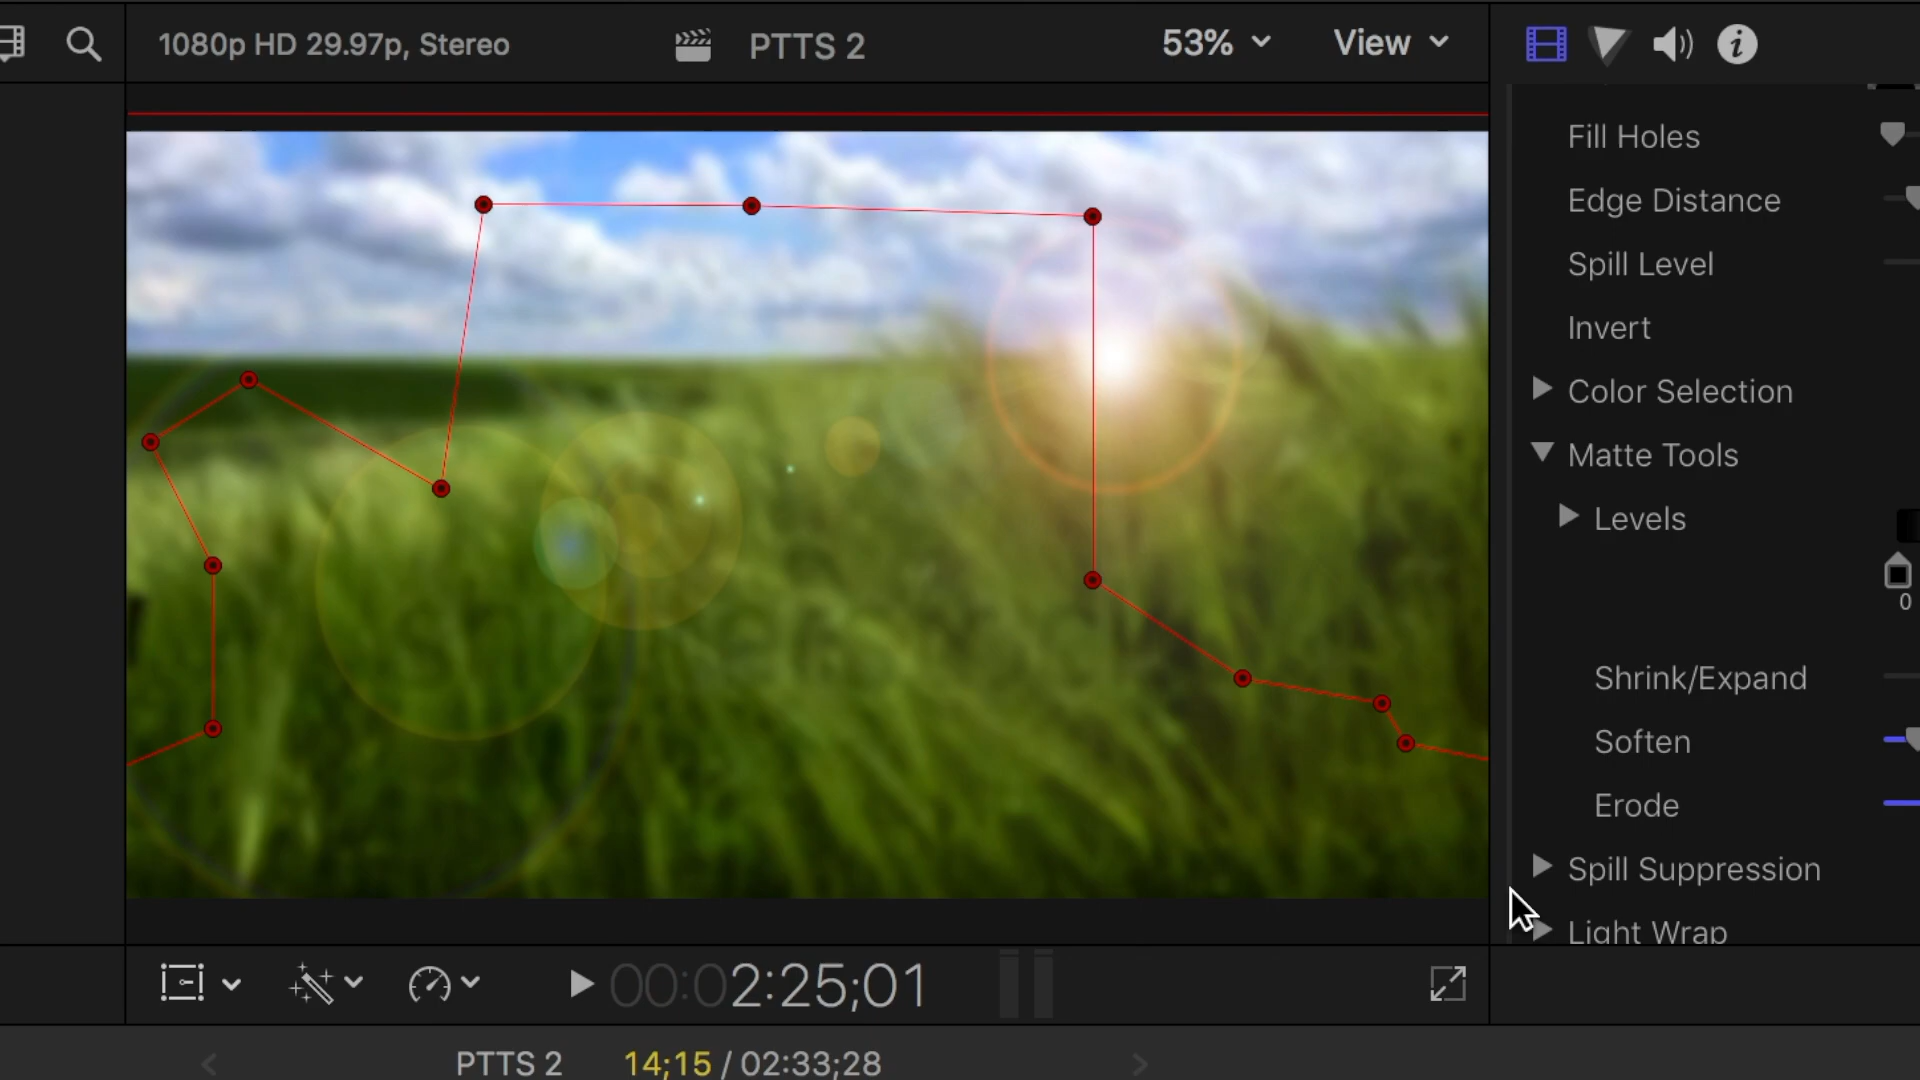 1080p HD 29.97p, Stereo
PTTS 2
53%
View
Fill Holes
Edge Distance
Spill Level
Invert
Color Selection
Matte Tools
Levels
0
Shrink/Expand
Soften
Erode
Spill Suppression
Light Wrap
00:02:25;01
PTTS 2
14;15 / 02:33;28